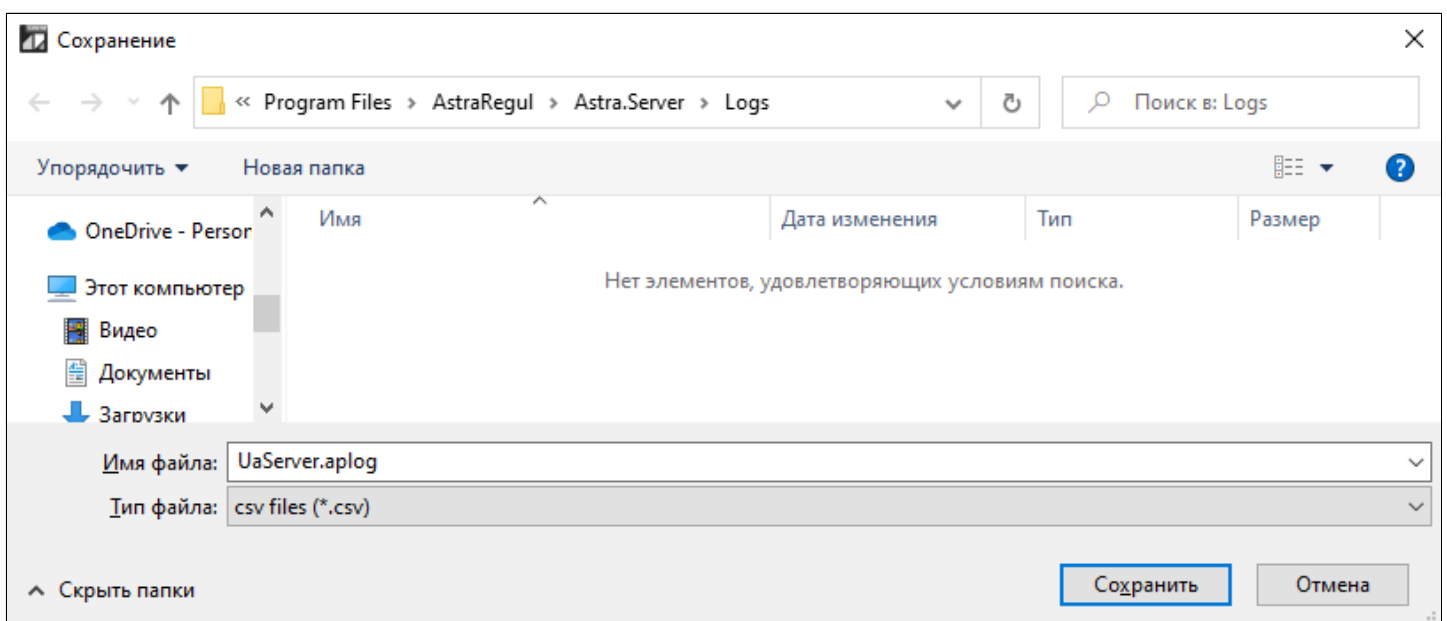 Сохранение
« Program Files › AstraRegul › Astra.Server › Logs
Поиск в: Logs
Упорядочить
Новая папка
?
OneDrive - Person
Этот компьютер
Видео
Документы
Загрузки
Имя
Дата изменения
Тип
Размер
Нет элементов, удовлетворяющих условиям поиска.
Имя файла: UaServer.aplog
Тип файла: csv files (*.csv)
Скрыть папки
Сохранить
Отмена